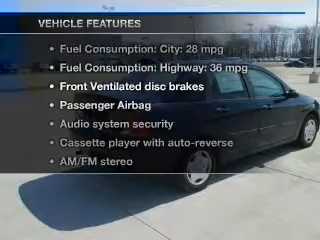 VEHICLE FEATURES
• Fuel Consumption: City: 28 mpg
• Fuel Consumption: Highway: 36 mpg
• Front Ventilated disc brakes
• Passenger Airbag
• Audio system security
• Cassette player with auto-reverse
• AM/FM stereo